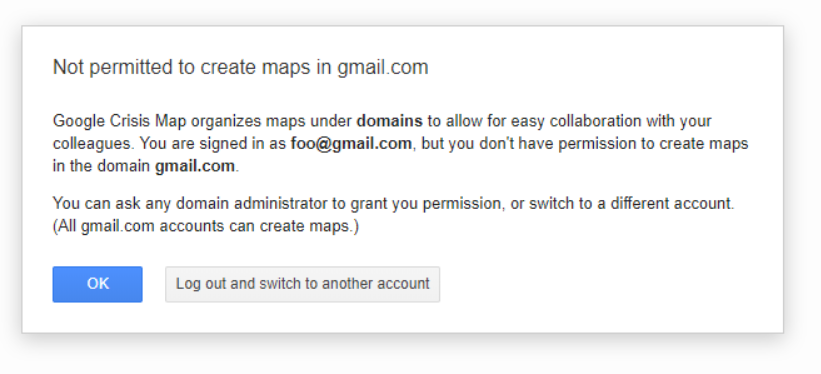 Not permitted to create maps in gmail.com
Google Crisis Map organizes maps under domains to allow for easy collaboration with your
colleagues. You are signed in as foo@gmail.com, but you don't have permission to create maps
in the domain gmail.com.
You can ask any domain administrator to grant you permission, or switch to a different account.
(All gmail.com accounts can create maps.)
OK
Log out and switch to another account